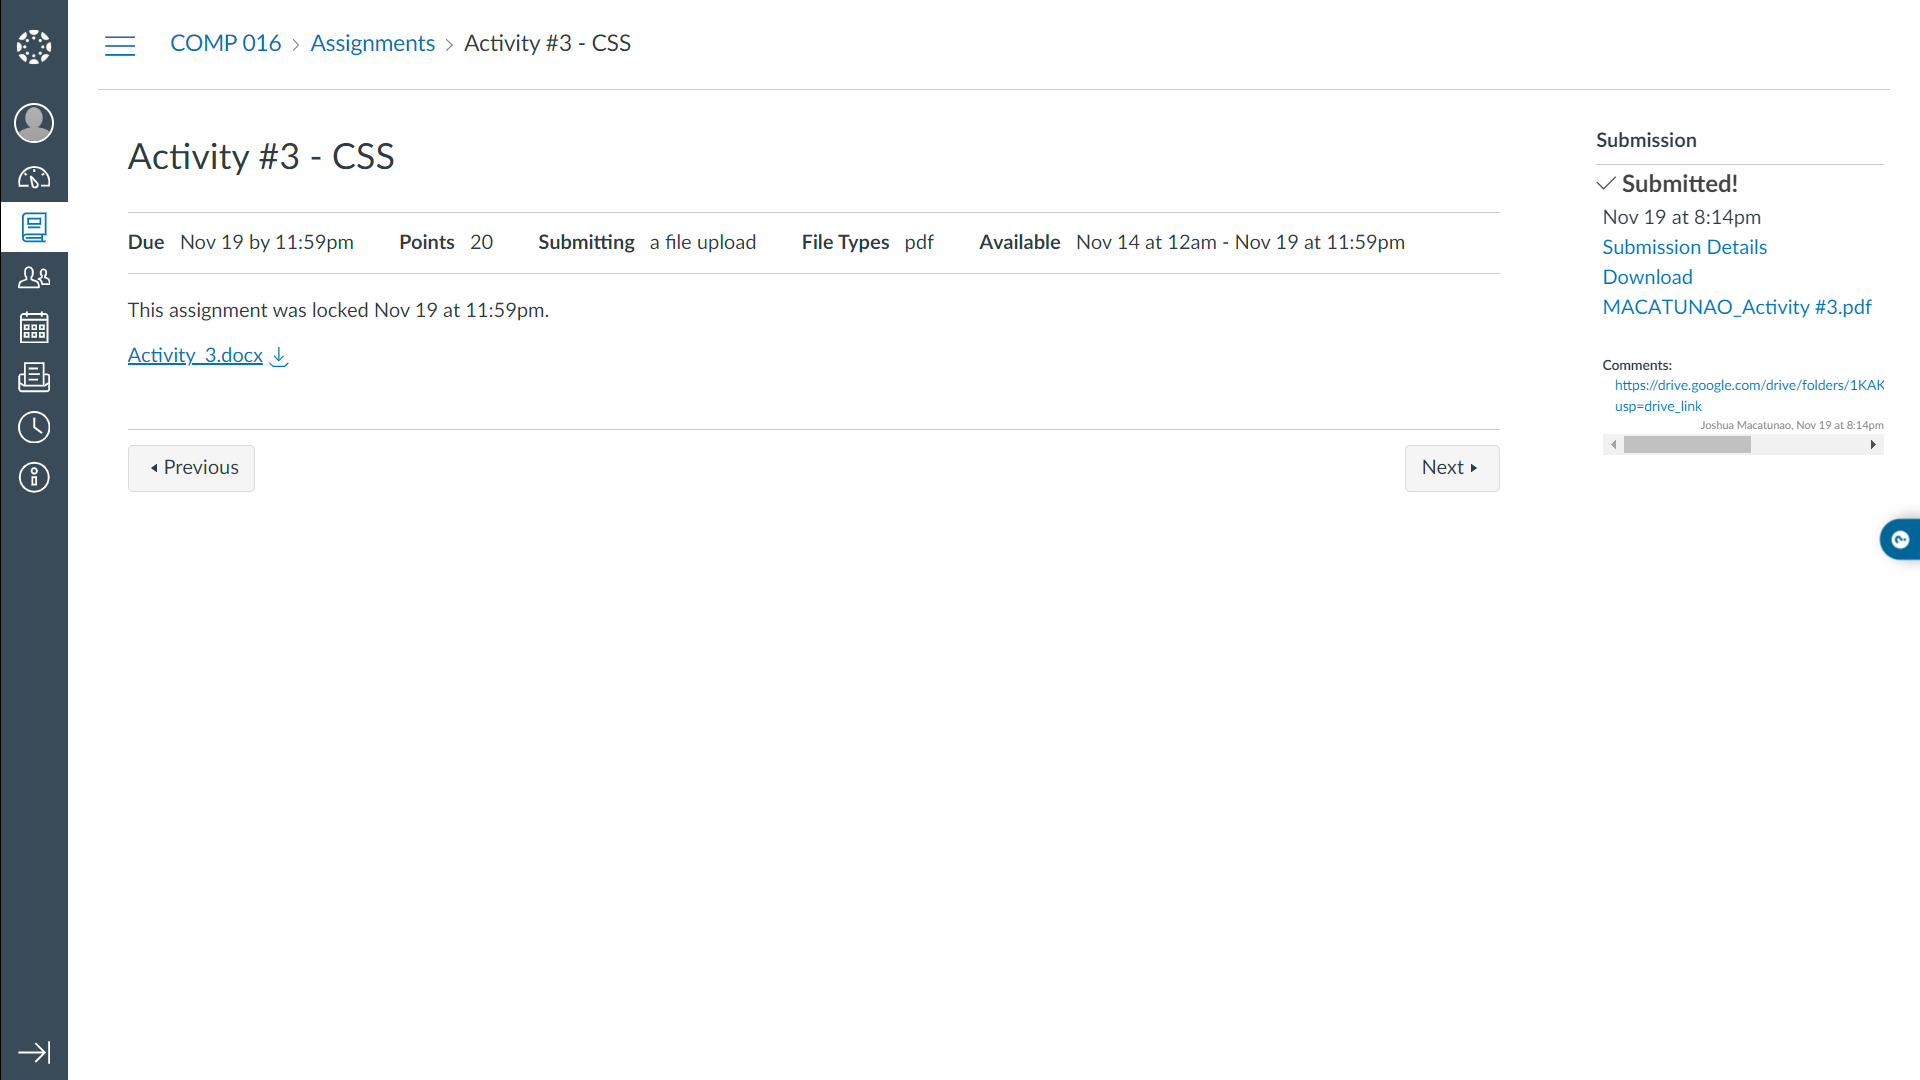 COMP 016 › Assignments › Activity #3 - CSS
Activity #3 - CSS
Due Nov 19 by 11:59pm Points 20 Submitting a file upload File Types pdf Available Nov 14 at 12am - Nov 19 at 11:59pm
This assignment was locked Nov 19 at 11:59pm.
Activity_3.docx
Previous
Next
Submission
Submitted!
Nov 19 at 8:14pm
Submission Details
Download
MACATUNAO_Activity #3.pdf
Comments:
https://drive.google.com/drive/folders/1KAK
usp=drive_link
Joshua Macatunao, Nov 19 at 8:14pm